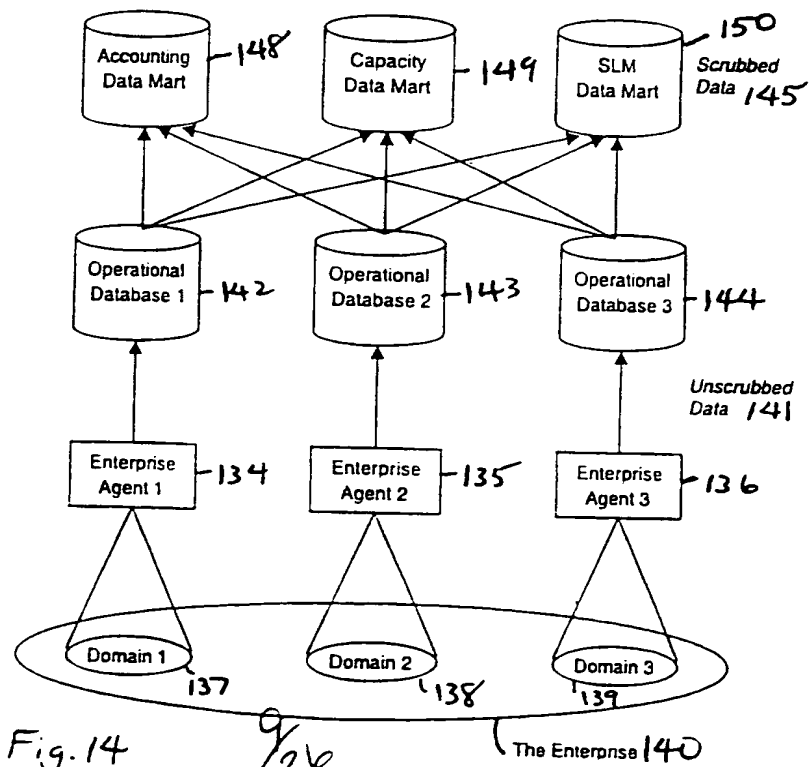 Accounting
Data Mart
148
Capacity
Data Mart
149
SLM
Data Mart
150
Scrubbed
Data 145
Operational
Database 1
142
Operational
Database 2
143
Operational
Database 3
144
Unscrubbed
Data 141
Enterprise
Agent 1
134
Enterprise
Agent 2
135
Enterprise
Agent 3
136
Domain 1
137
Domain 2
138
Domain 3
139
Fig. 14
9/26
The Enterprise 140